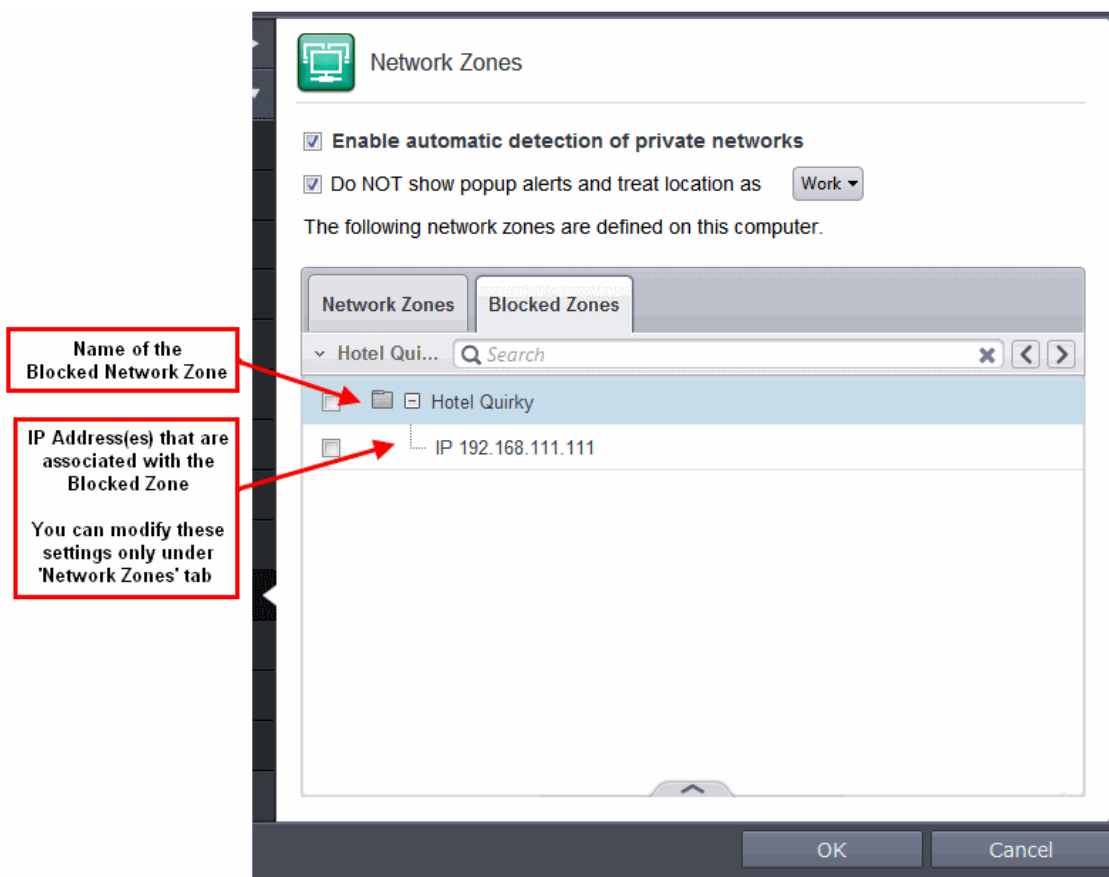 Network Zones
Enable automatic detection of private networks
Do NOT show popup alerts and treat location as Work
The following network zones are defined on this computer.
Network Zones Blocked Zones
Hotel Qui... Search
Name of the
Blocked Network Zone
Hotel Quirky
IP Address(es) that are
associated with the
Blocked Zone
You can modify these
settings only under
'Network Zones' tab
IP 192.168.111.111
OK Cancel